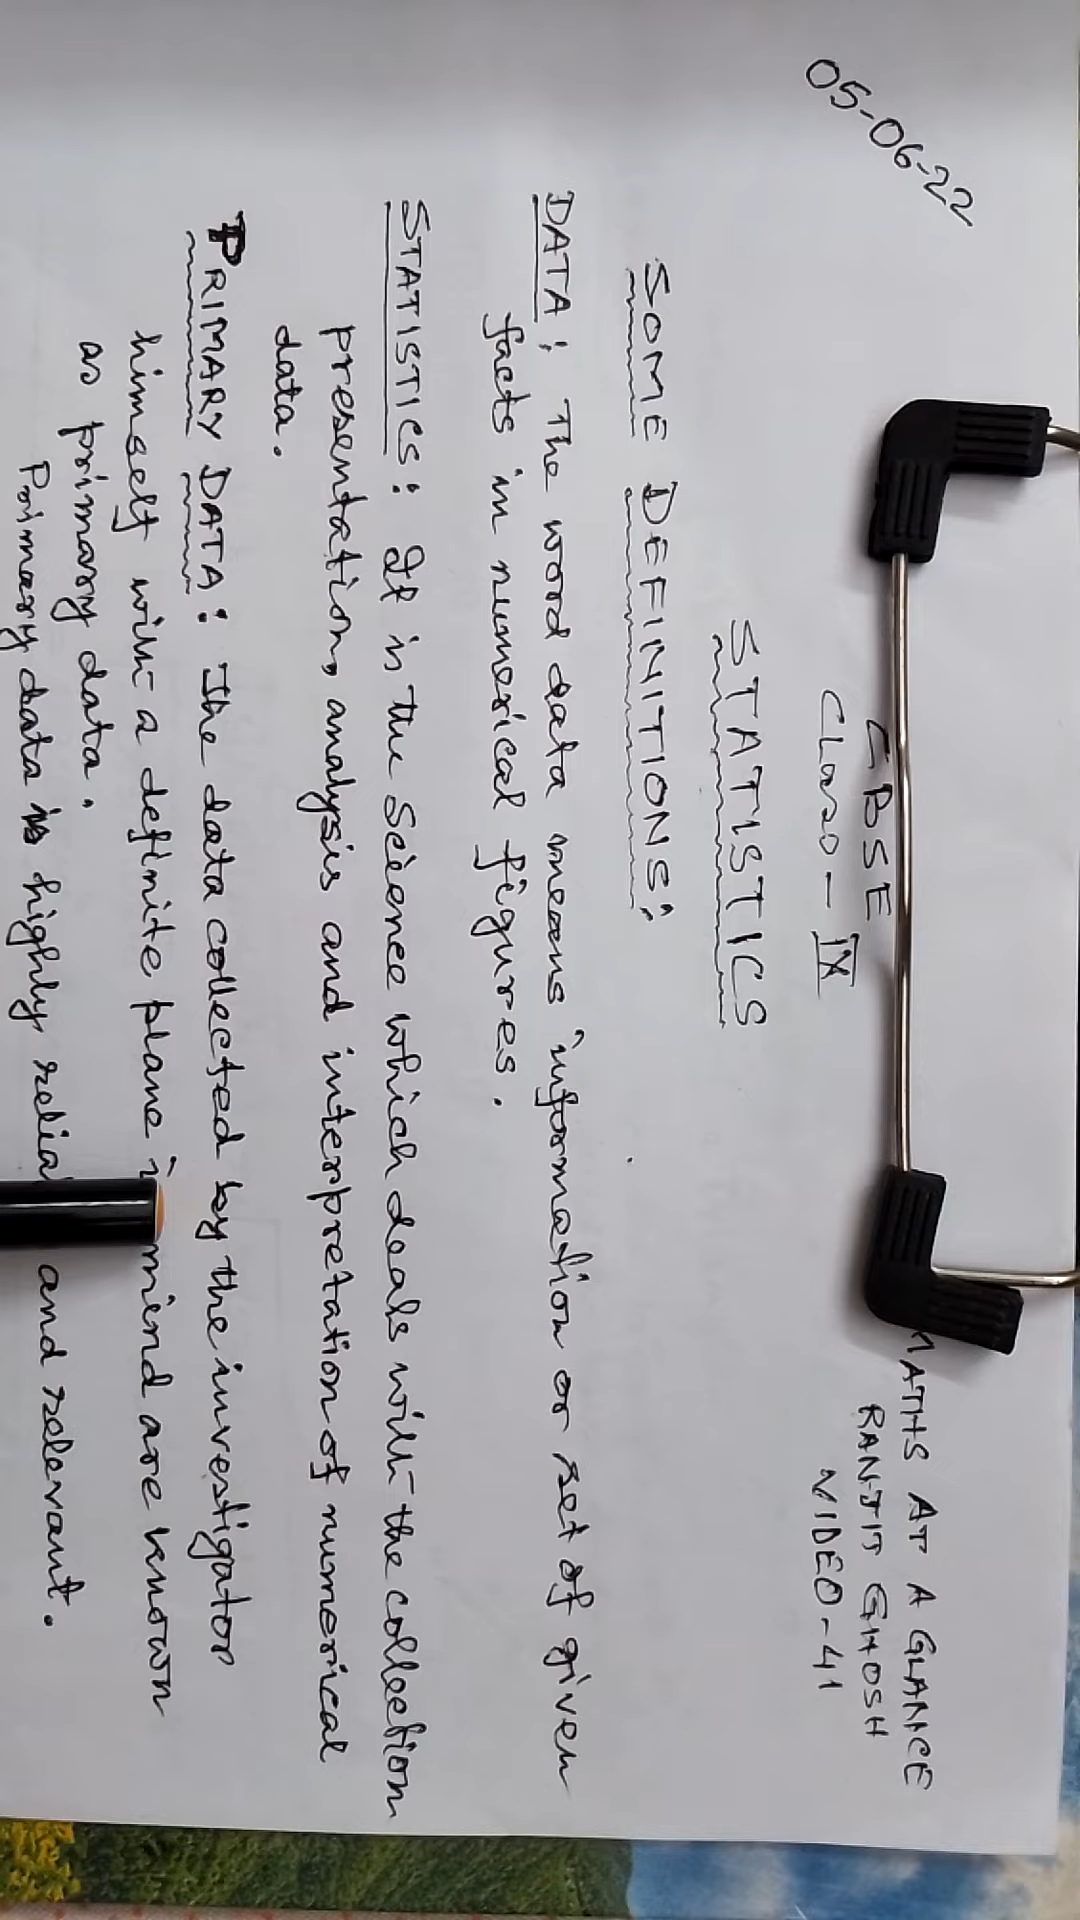 05-06-22
CBSE
Class - IX
MATHS AT A GLANCE
RANJIT GHOSH
VIDEO-41
STATISTICS
SOME DEFINITIONS:
DATA: The word data means information or set of given
facts in numerical figures.
STATISTICS: It is the science which deals with the collection
presentation, analysis and interpretation of numerical
data.
PRIMARY DATA: The data collected by the investigator
himself with a definite plane in mind are known
as primary data.
Primary data is highly and relevant.